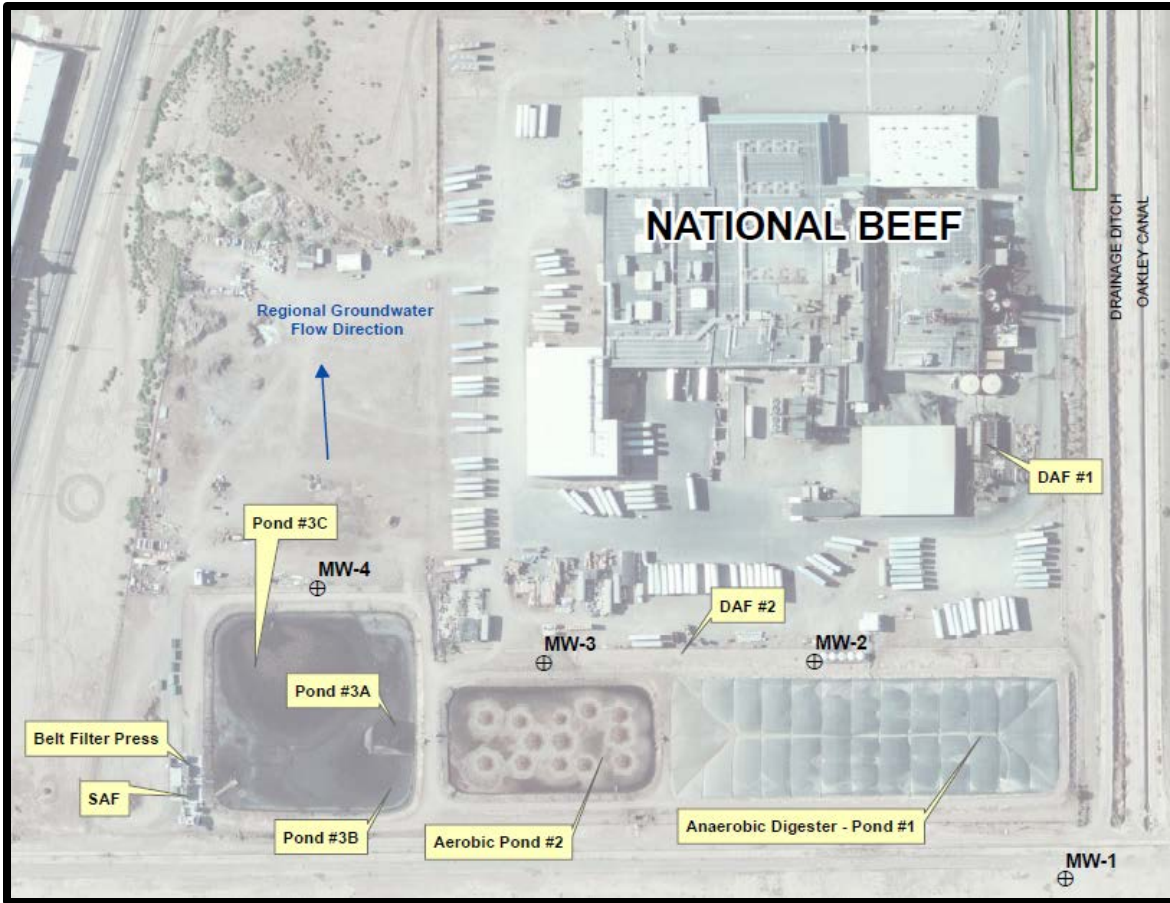 NATIONAL BEEF
DRAINAGE DITCH
OAKLEY CANAL
Regional Groundwater
Flow Direction
DAF #1
Pond #3C
MW-4
DAF #2
MW-3
MW-2
Pond #3A
Belt Filter Press
SAF
Pond #3B
Aerobic Pond #2
Anaerobic Digester - Pond #1
MW-1